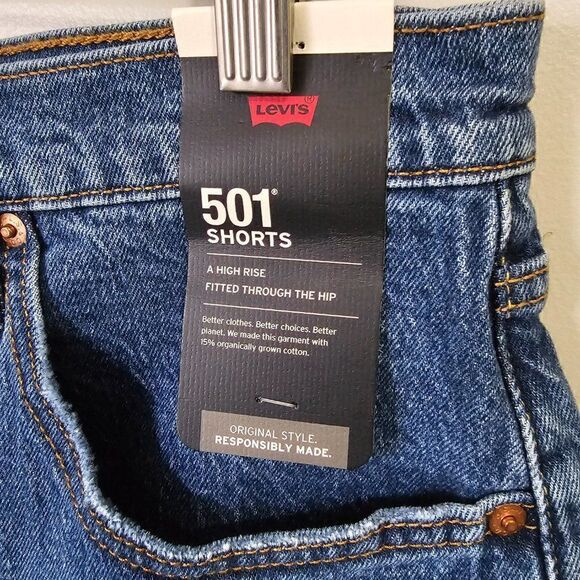 Levi's®
501®
SHORTS
A HIGH RISE
FITTED THROUGH THE HIP
Better clothes. Better choices. Better
planet. We made this garment with
15% organically grown cotton.
ORIGINAL STYLE.
RESPONSIBLY MADE.